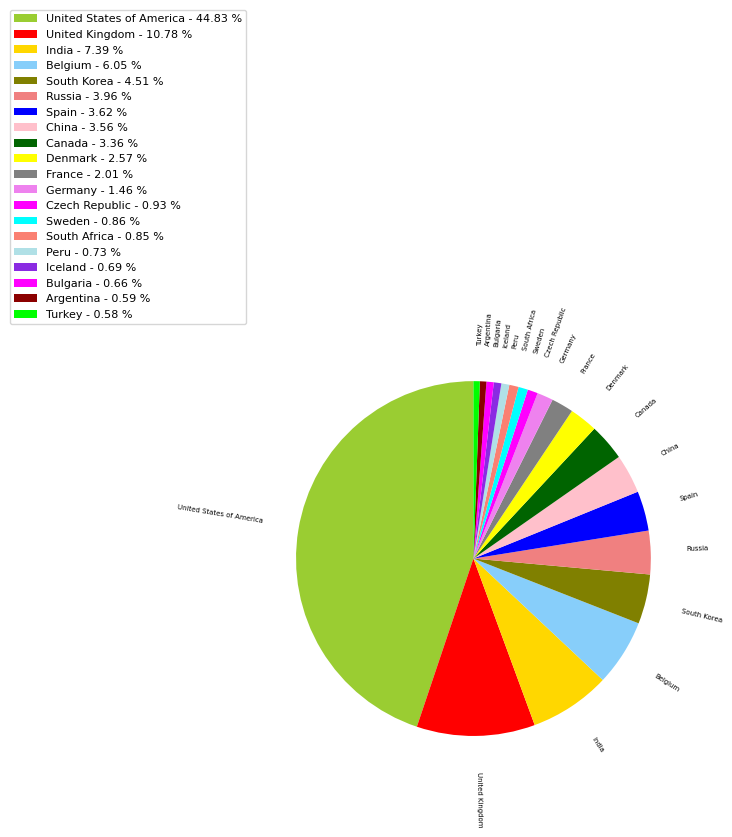 United States of America - 44.83 %
United Kingdom - 10.78 %
India - 7.39 %
Belgium - 6.05 %
South Korea - 4.51 %
Russia - 3.96 %
Spain - 3.62 %
China - 3.56 %
Canada - 3.36 %
Denmark - 2.57 %
France - 2.01 %
Germany - 1.46 %
Czech Republic - 0.93 %
Sweden - 0.86 %
South Africa - 0.85 %
Peru - 0.73 %
Iceland - 0.69 %
Bulgaria - 0.66 %
Argentina - 0.59 %
Turkey - 0.58 %
Turkey
Argentina
Bulgaria
Iceland
Peru
South Africa
Sweden
Czech Republic
Germany
France
Denmark
Canada
China
Spain
Russia
South Korea
Belgium
India
United Kingdom
United States of America